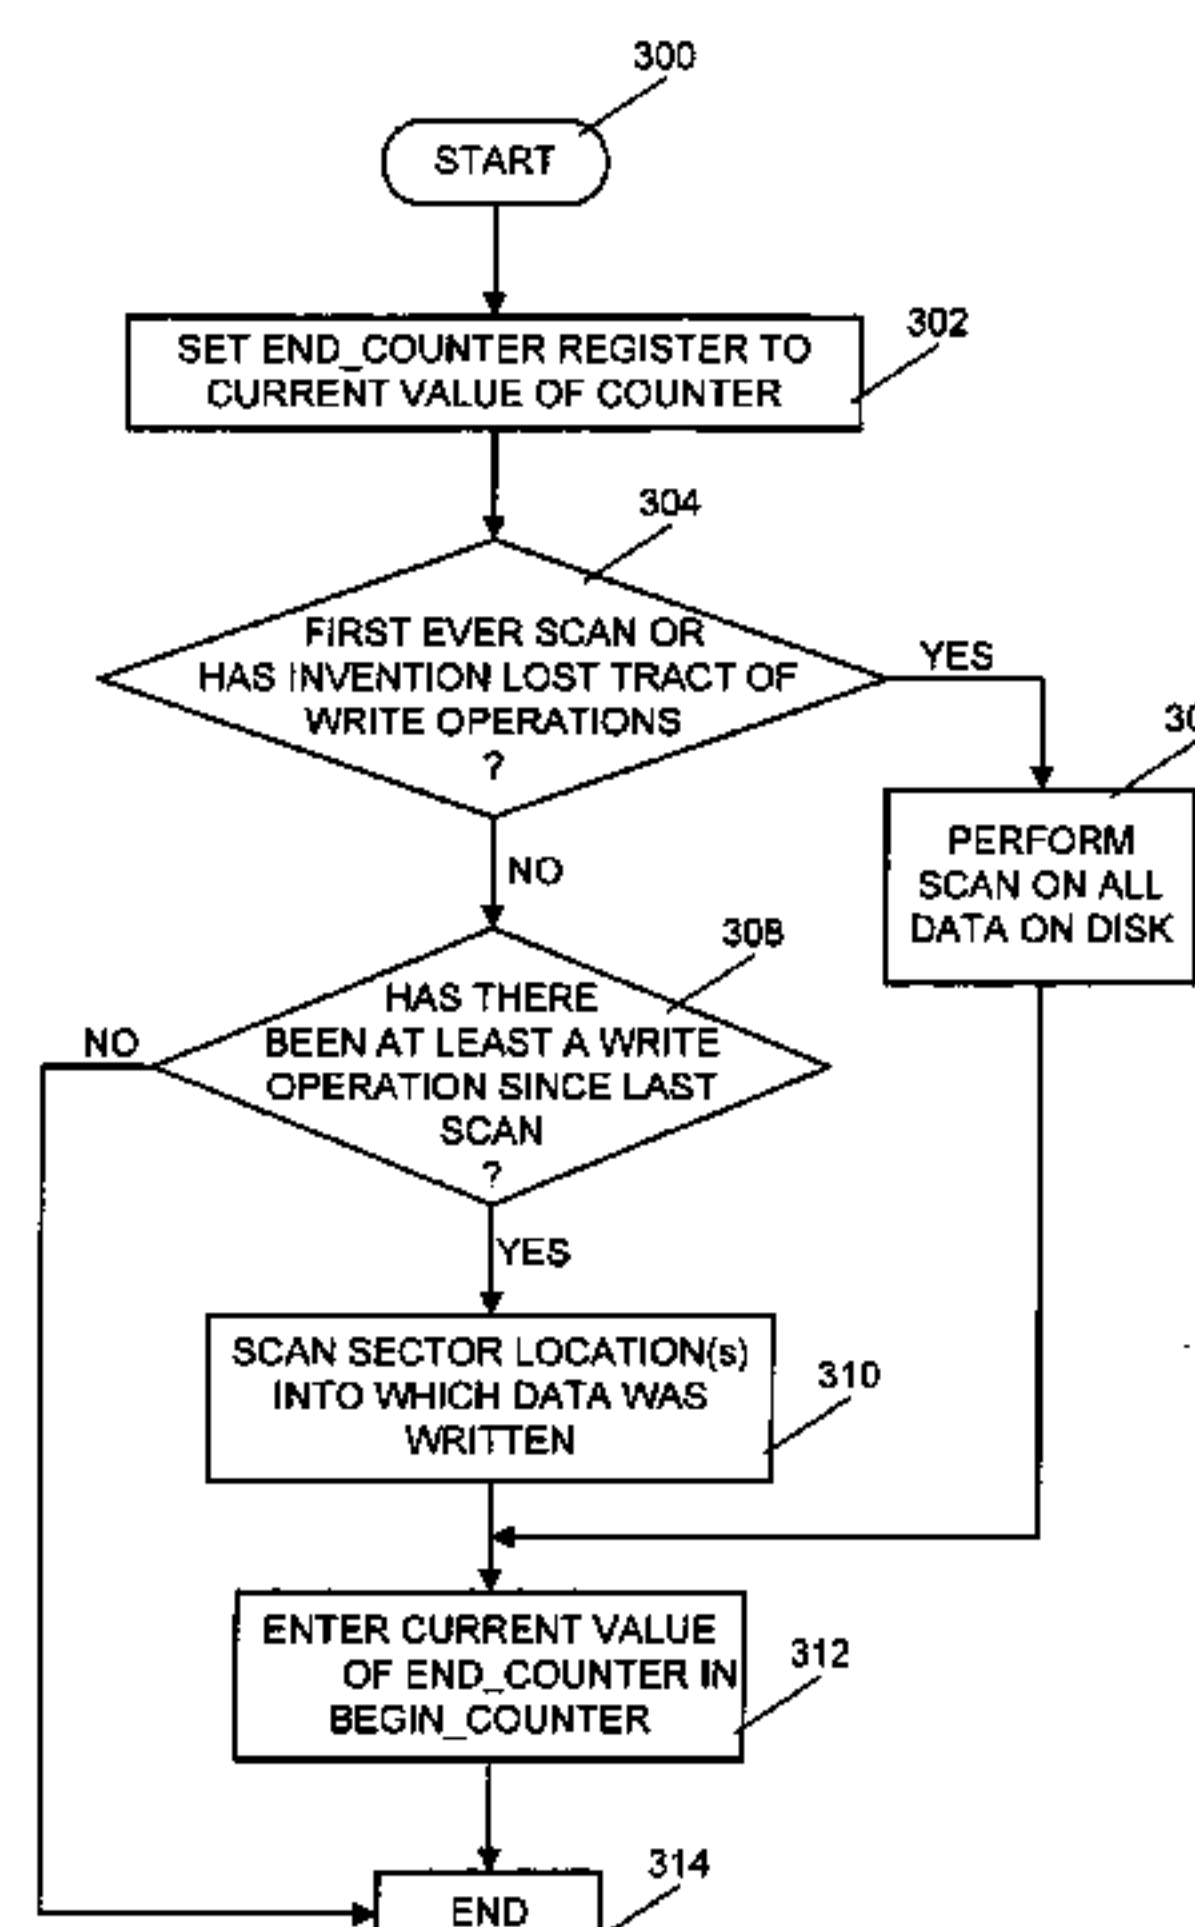 300
START
302
SET END_COUNTER REGISTER TO
CURRENT VALUE OF COUNTER
304
FIRST EVER SCAN OR
HAS INVENTION LOST TRACT OF
WRITE OPERATIONS
?
YES
PERFORM
SCAN ON ALL
DATA ON DISK
NO
308
HAS THERE
BEEN AT LEAST A WRITE
OPERATION SINCE LAST
SCAN
?
NO
YES
SCAN SECTOR LOCATION(s)
INTO WHICH DATA WAS
WRITTEN
310
ENTER CURRENT VALUE
OF END_COUNTER IN
BEGIN_COUNTER
312
314
END